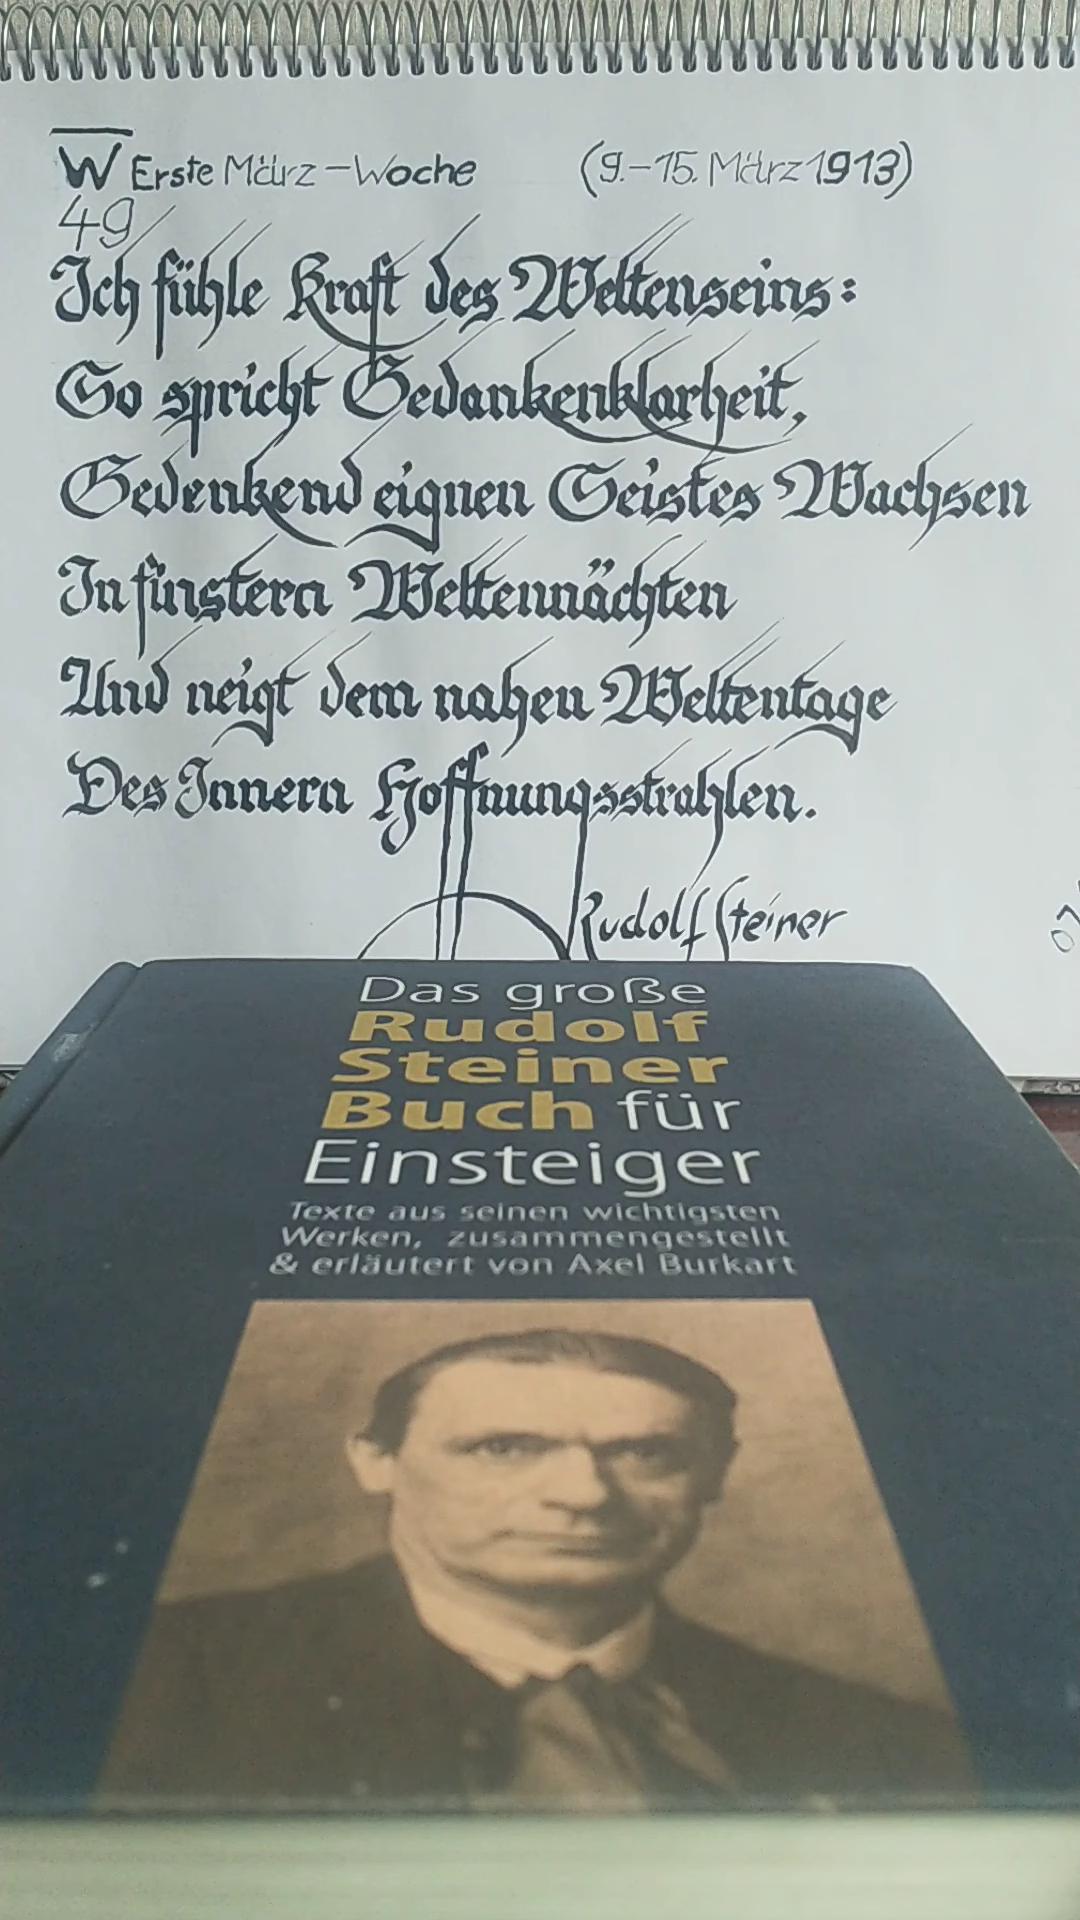 W Erste März-Woche (9.-15. März 1913)
49
Ich fühle Kraft des Weltenseins:
So spricht Gedankenklarheit,
Gedenkend eignen Geistes Wachsen
In finstern Weltennächten
Und neigt dem nahen Weltentage
Des Innern Hoffnungsstrahlen.
Rudolf Steiner
Das große
Rudolf
Steiner
Buch für
Einsteiger
Texte aus seinen wichtigsten
Werken, zusammengestellt
& erläutert von Axel Burkart